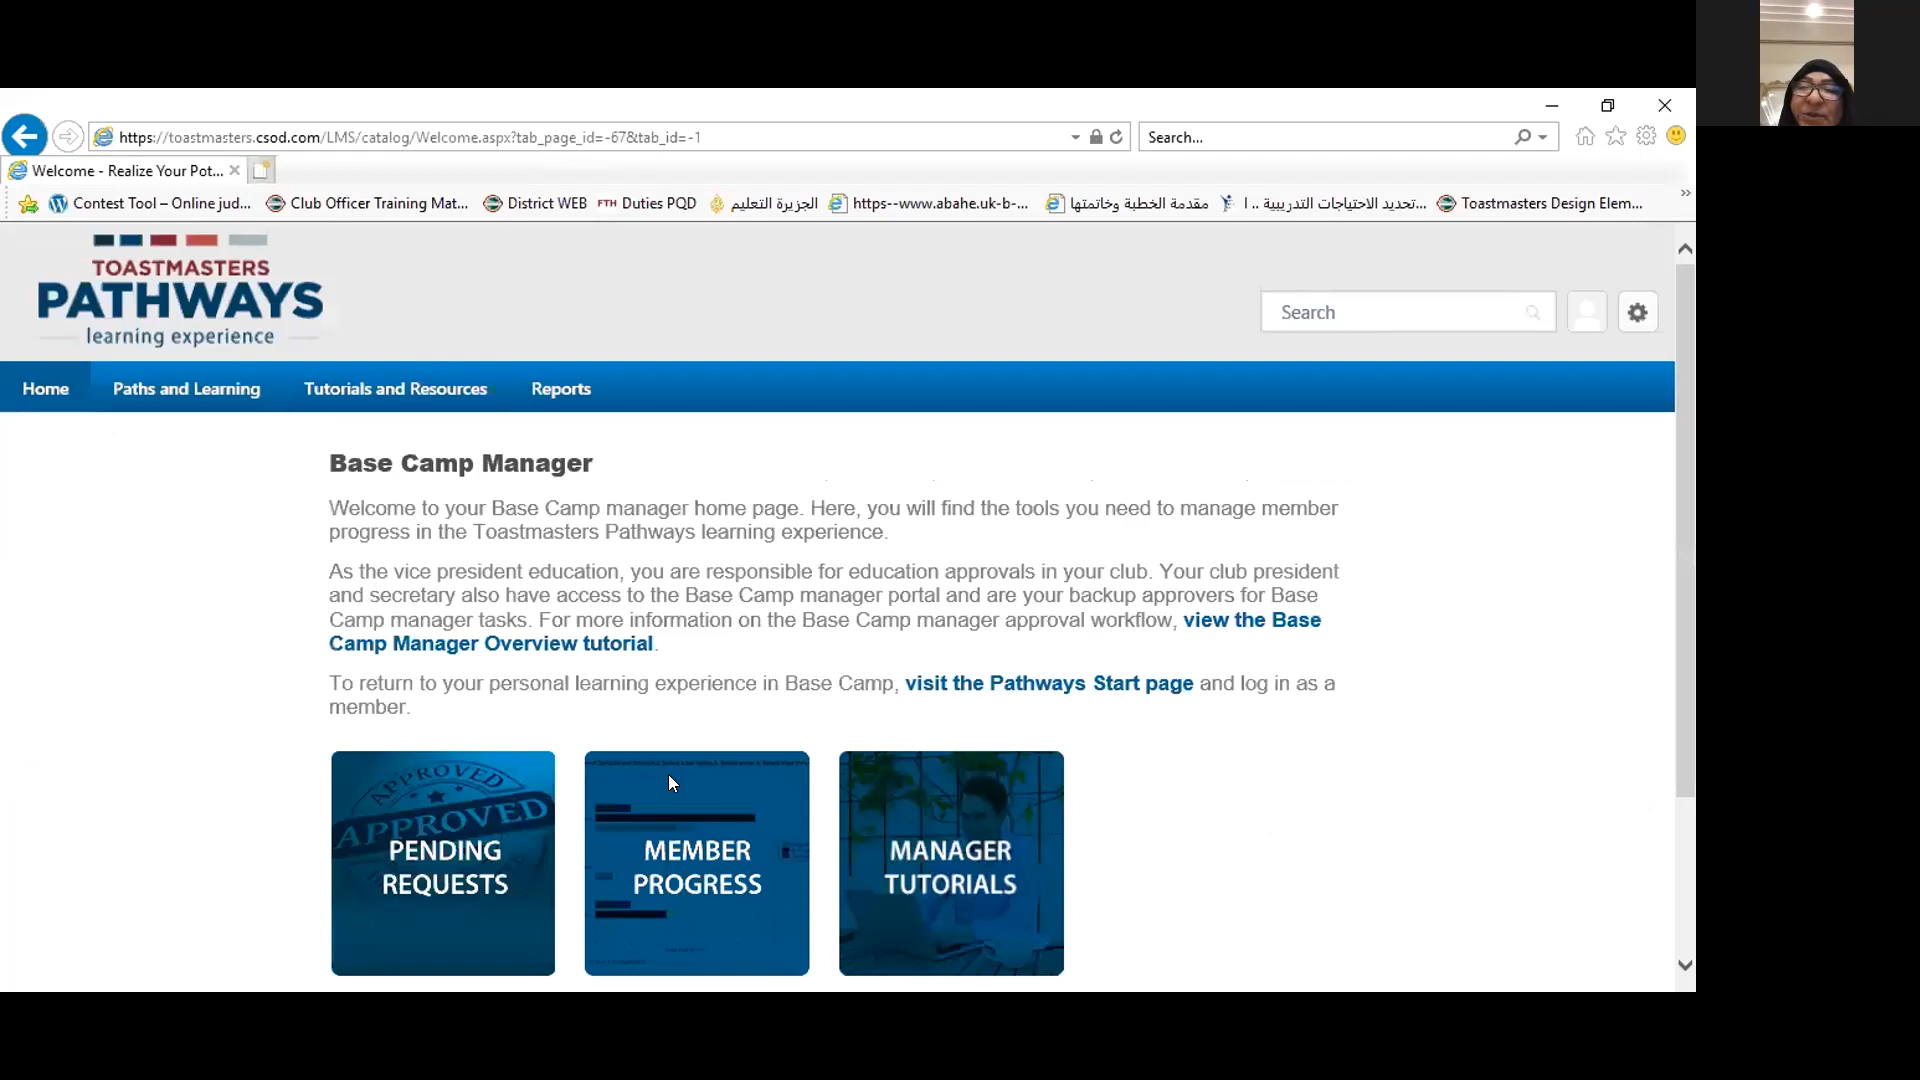 https://toastmasters.csod.com/LMS/catalog/Welcome.aspx?tab_page_id=-67&tab_id=-1
Search...
Welcome - Realize Your Pot...
Contest Tool – Online jud...
Club Officer Training Mat...
District WEB
FTH Duties PQD
الجزيرة التعليم
https--www.abahe.uk-b-...
مقدمة الخطبة وخاتمتها
تحديد الاحتياجات التدريبية .. ا...
Toastmasters Design Elem...
TOASTMASTERS
PATHWAYS
learning experience
Search
Home
Paths and Learning
Tutorials and Resources
Reports
Base Camp Manager
Welcome to your Base Camp manager home page. Here, you will find the tools you need to manage member
progress in the Toastmasters Pathways learning experience.
As the vice president education, you are responsible for education approvals in your club. Your club president
and secretary also have access to the Base Camp manager portal and are your backup approvers for Base
Camp manager tasks. For more information on the Base Camp manager approval workflow, view the Base
Camp Manager Overview tutorial.
To return to your personal learning experience in Base Camp, visit the Pathways Start page and log in as a
member.
APPROVED
APPROVED
PENDING
REQUESTS
MEMBER
PROGRESS
MANAGER
TUTORIALS